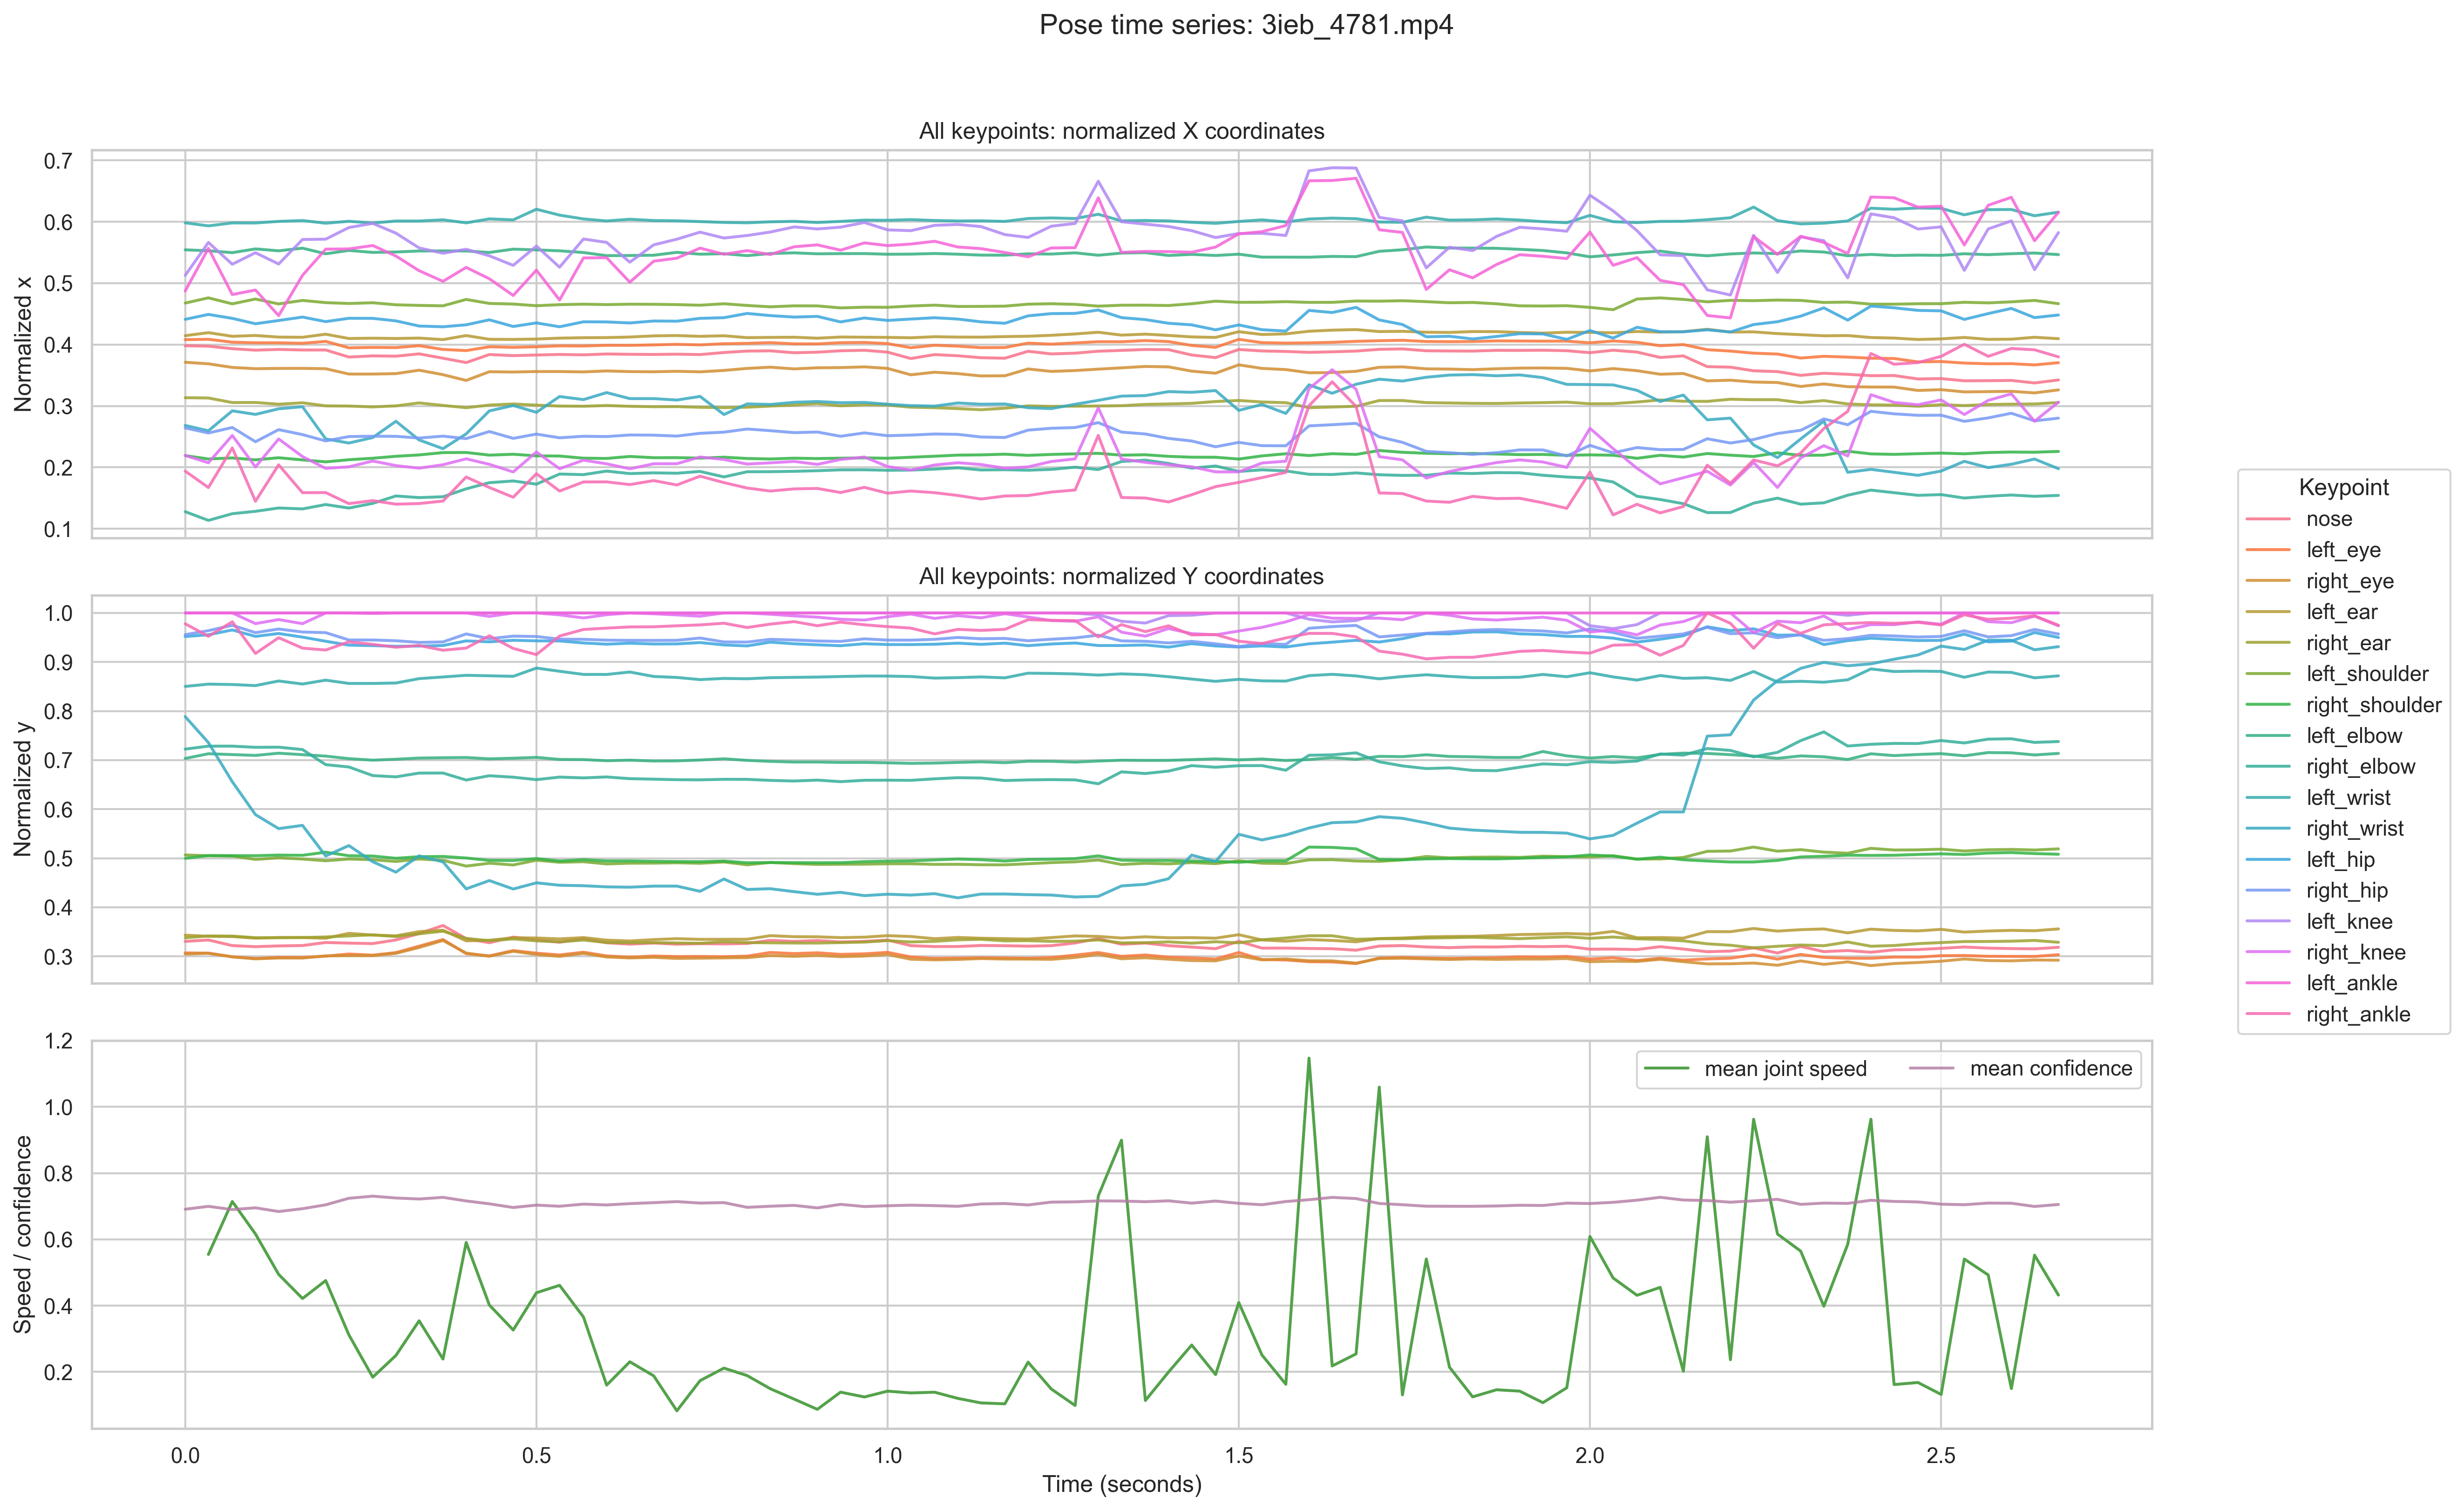 Pose time series: 3ieb_4781.mp4
All keypoints: normalized X coordinates
Normalized x
0.7
0.6
0.5
0.4
0.3
0.2
0.1
All keypoints: normalized Y coordinates
Normalized y
1.0
0.9
0.8
0.7
0.6
0.5
0.4
0.3
Keypoint
nose
left_eye
right_eye
left_ear
right_ear
left_shoulder
right_shoulder
left_elbow
right_elbow
left_wrist
right_wrist
left_hip
right_hip
left_knee
right_knee
left_ankle
right_ankle
Speed / confidence
1.2
1.0
0.8
0.6
0.4
0.2
mean joint speed mean confidence
0.0 0.5 1.0 1.5 2.0 2.5
Time (seconds)